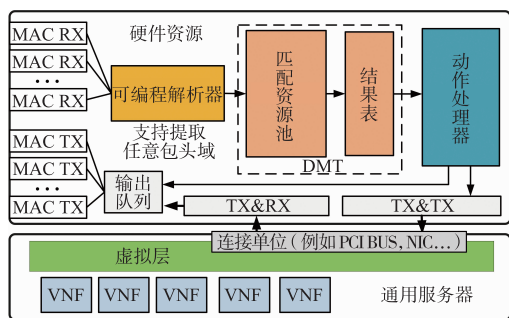 MAC RX
硬件资源
MAC RX
…
MAC RX
可编程解析器
匹配资源池
结果表
动作处理器
支持提取
任意包头域
DMT
MAC TX
MAC TX
…
MAC TX
输出
队列
TX&RX
TX&TX
连接单位(例如PCI BUS,NIC…)
虚拟层
VNF
VNF
VNF
VNF
VNF
通用服务器